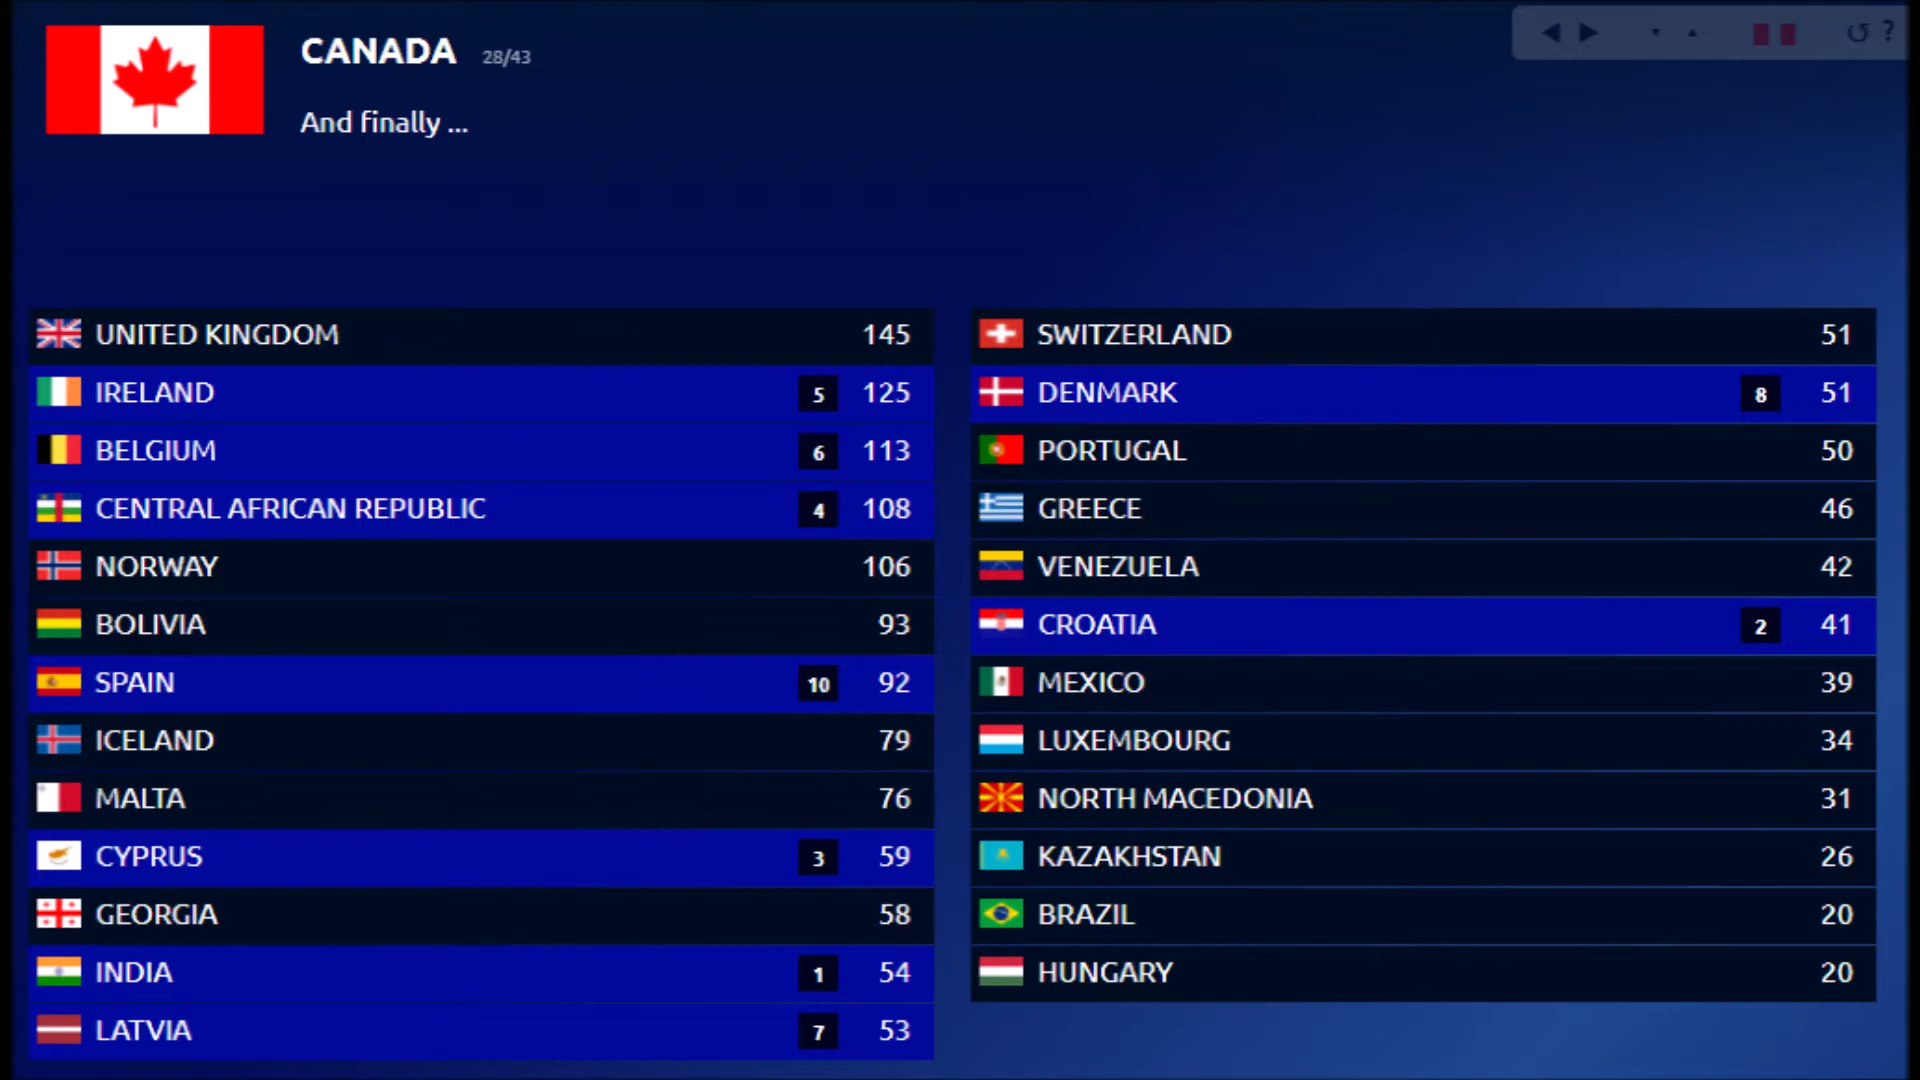 CANADA 28/43
And finally ...
?
UNITED KINGDOM 145
IRELAND 5 125
BELGIUM 6 113
CENTRAL AFRICAN REPUBLIC 4 108
NORWAY 106
BOLIVIA 93
SPAIN 10 92
ICELAND 79
MALTA 76
CYPRUS 3 59
GEORGIA 58
INDIA 1 54
LATVIA 7 53
SWITZERLAND 51
DENMARK 8 51
PORTUGAL 50
GREECE 46
VENEZUELA 42
CROATIA 2 41
MEXICO 39
LUXEMBOURG 34
NORTH MACEDONIA 31
KAZAKHSTAN 26
BRAZIL 20
HUNGARY 20